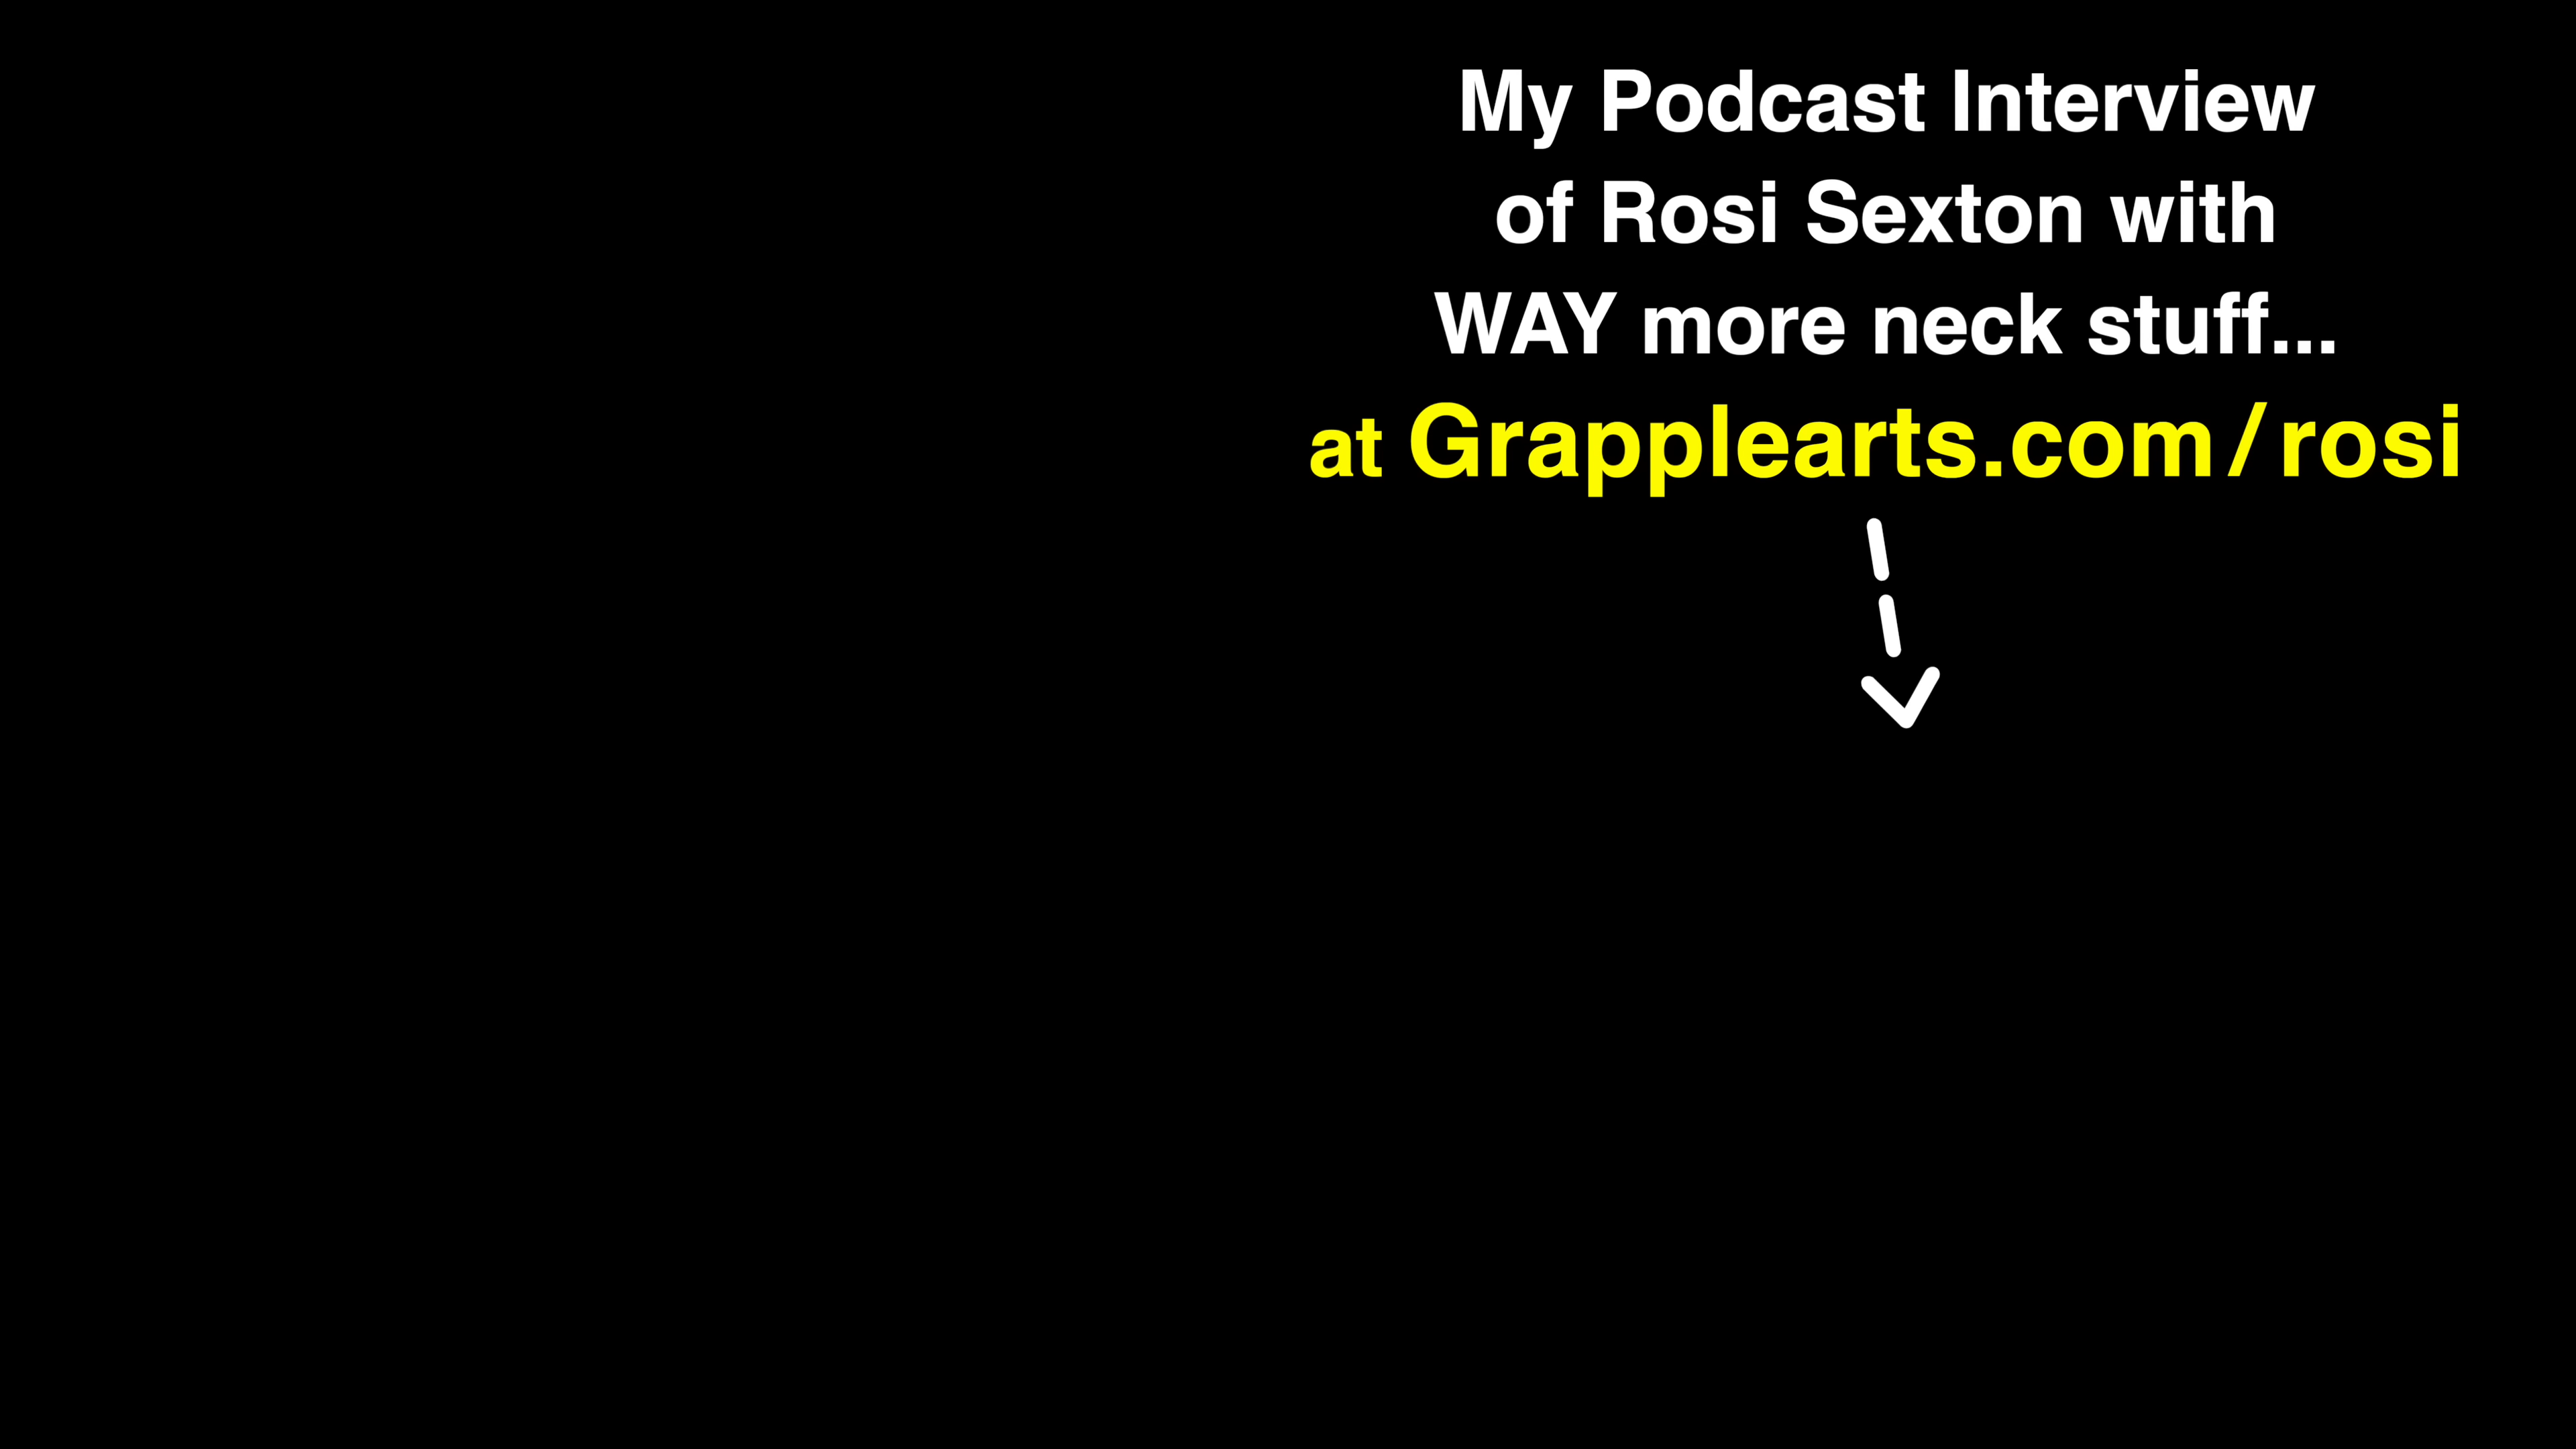 My Podcast Interview
of Rosi Sexton with
WAY more neck stuff...
at Grapplearts.com/rosi